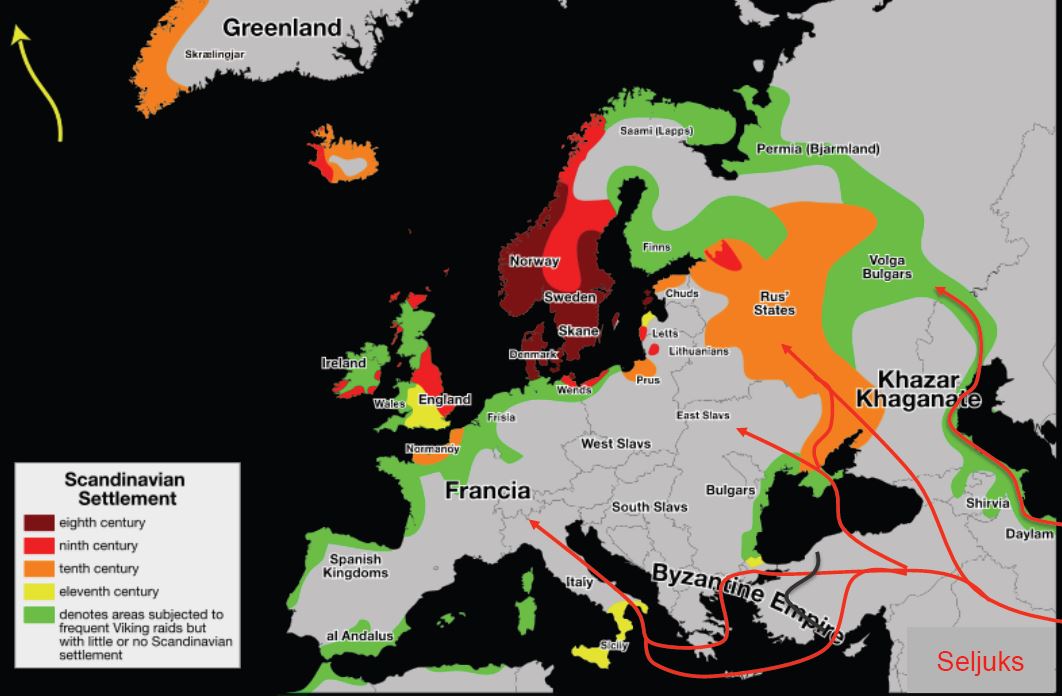 Greenland
Skrælingjar
Saami (Lapps)
Permia (Bjarmland)
Finns
Norway
Sweden
Skane
Denmark
Chuds
Letts
Lithuanians
Prus
Wends
Rus'
States
Volga
Bulgars
Khazar
Khaganate
Ireland
Wales
England
Frisia
Normandy
East Slavs
West Slavs
Francia
Bulgars
South Slavs
Shirvia
Daylam
Spanish
Kingdoms
al Andalus
Italy
Sicily
Byzantine Empire
Seljuks
Scandinavian
Settlement
eighth century
ninth century
tenth century
eleventh century
denotes areas subjected to
frequent Viking raids but
with little or no Scandinavian
settlement